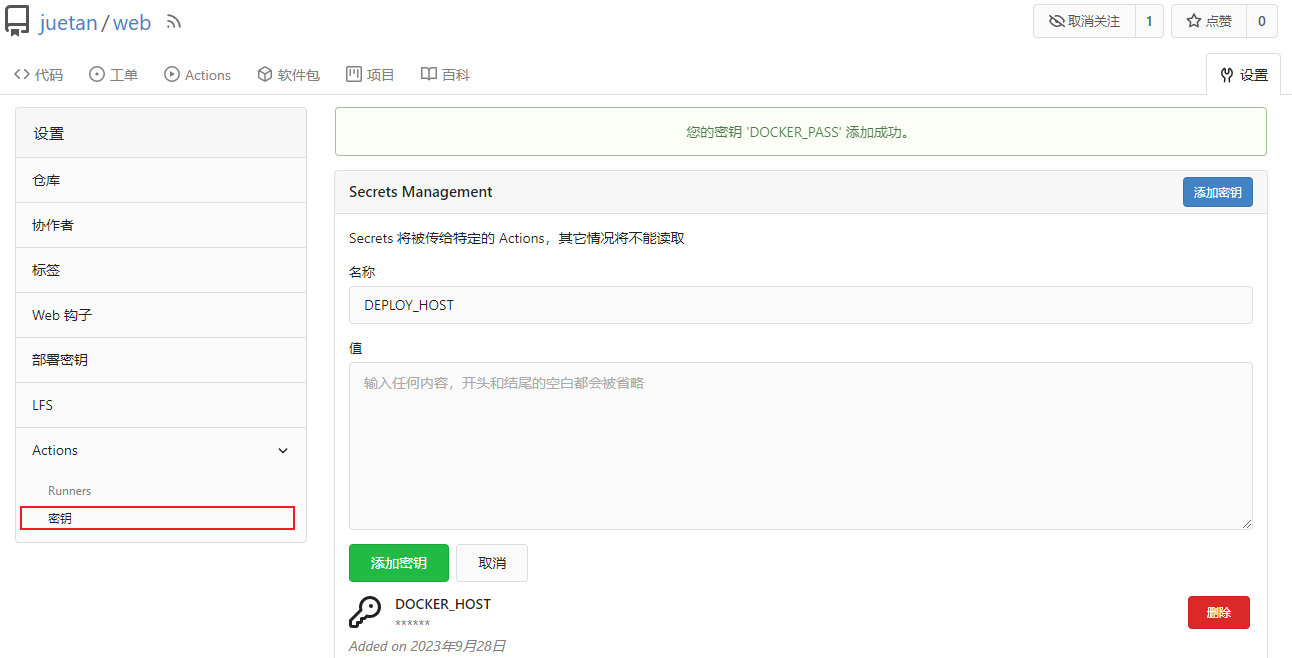 juetan/web
取消关注 1
点赞 0
代码
工单
Actions
软件包
项目
百科
设置
设置
仓库
协作者
标签
Web 钩子
部署密钥
LFS
Actions
Runners
密钥
您的密钥 'DOCKER_PASS' 添加成功。
Secrets Management
添加密钥
Secrets 将被传给特定的 Actions，其它情况将不能读取
名称
DEPLOY_HOST
值
输入任何内容，开头和结尾的空白都会被省略
添加密钥
取消
DOCKER_HOST
******
Added on 2023年9月28日
删除